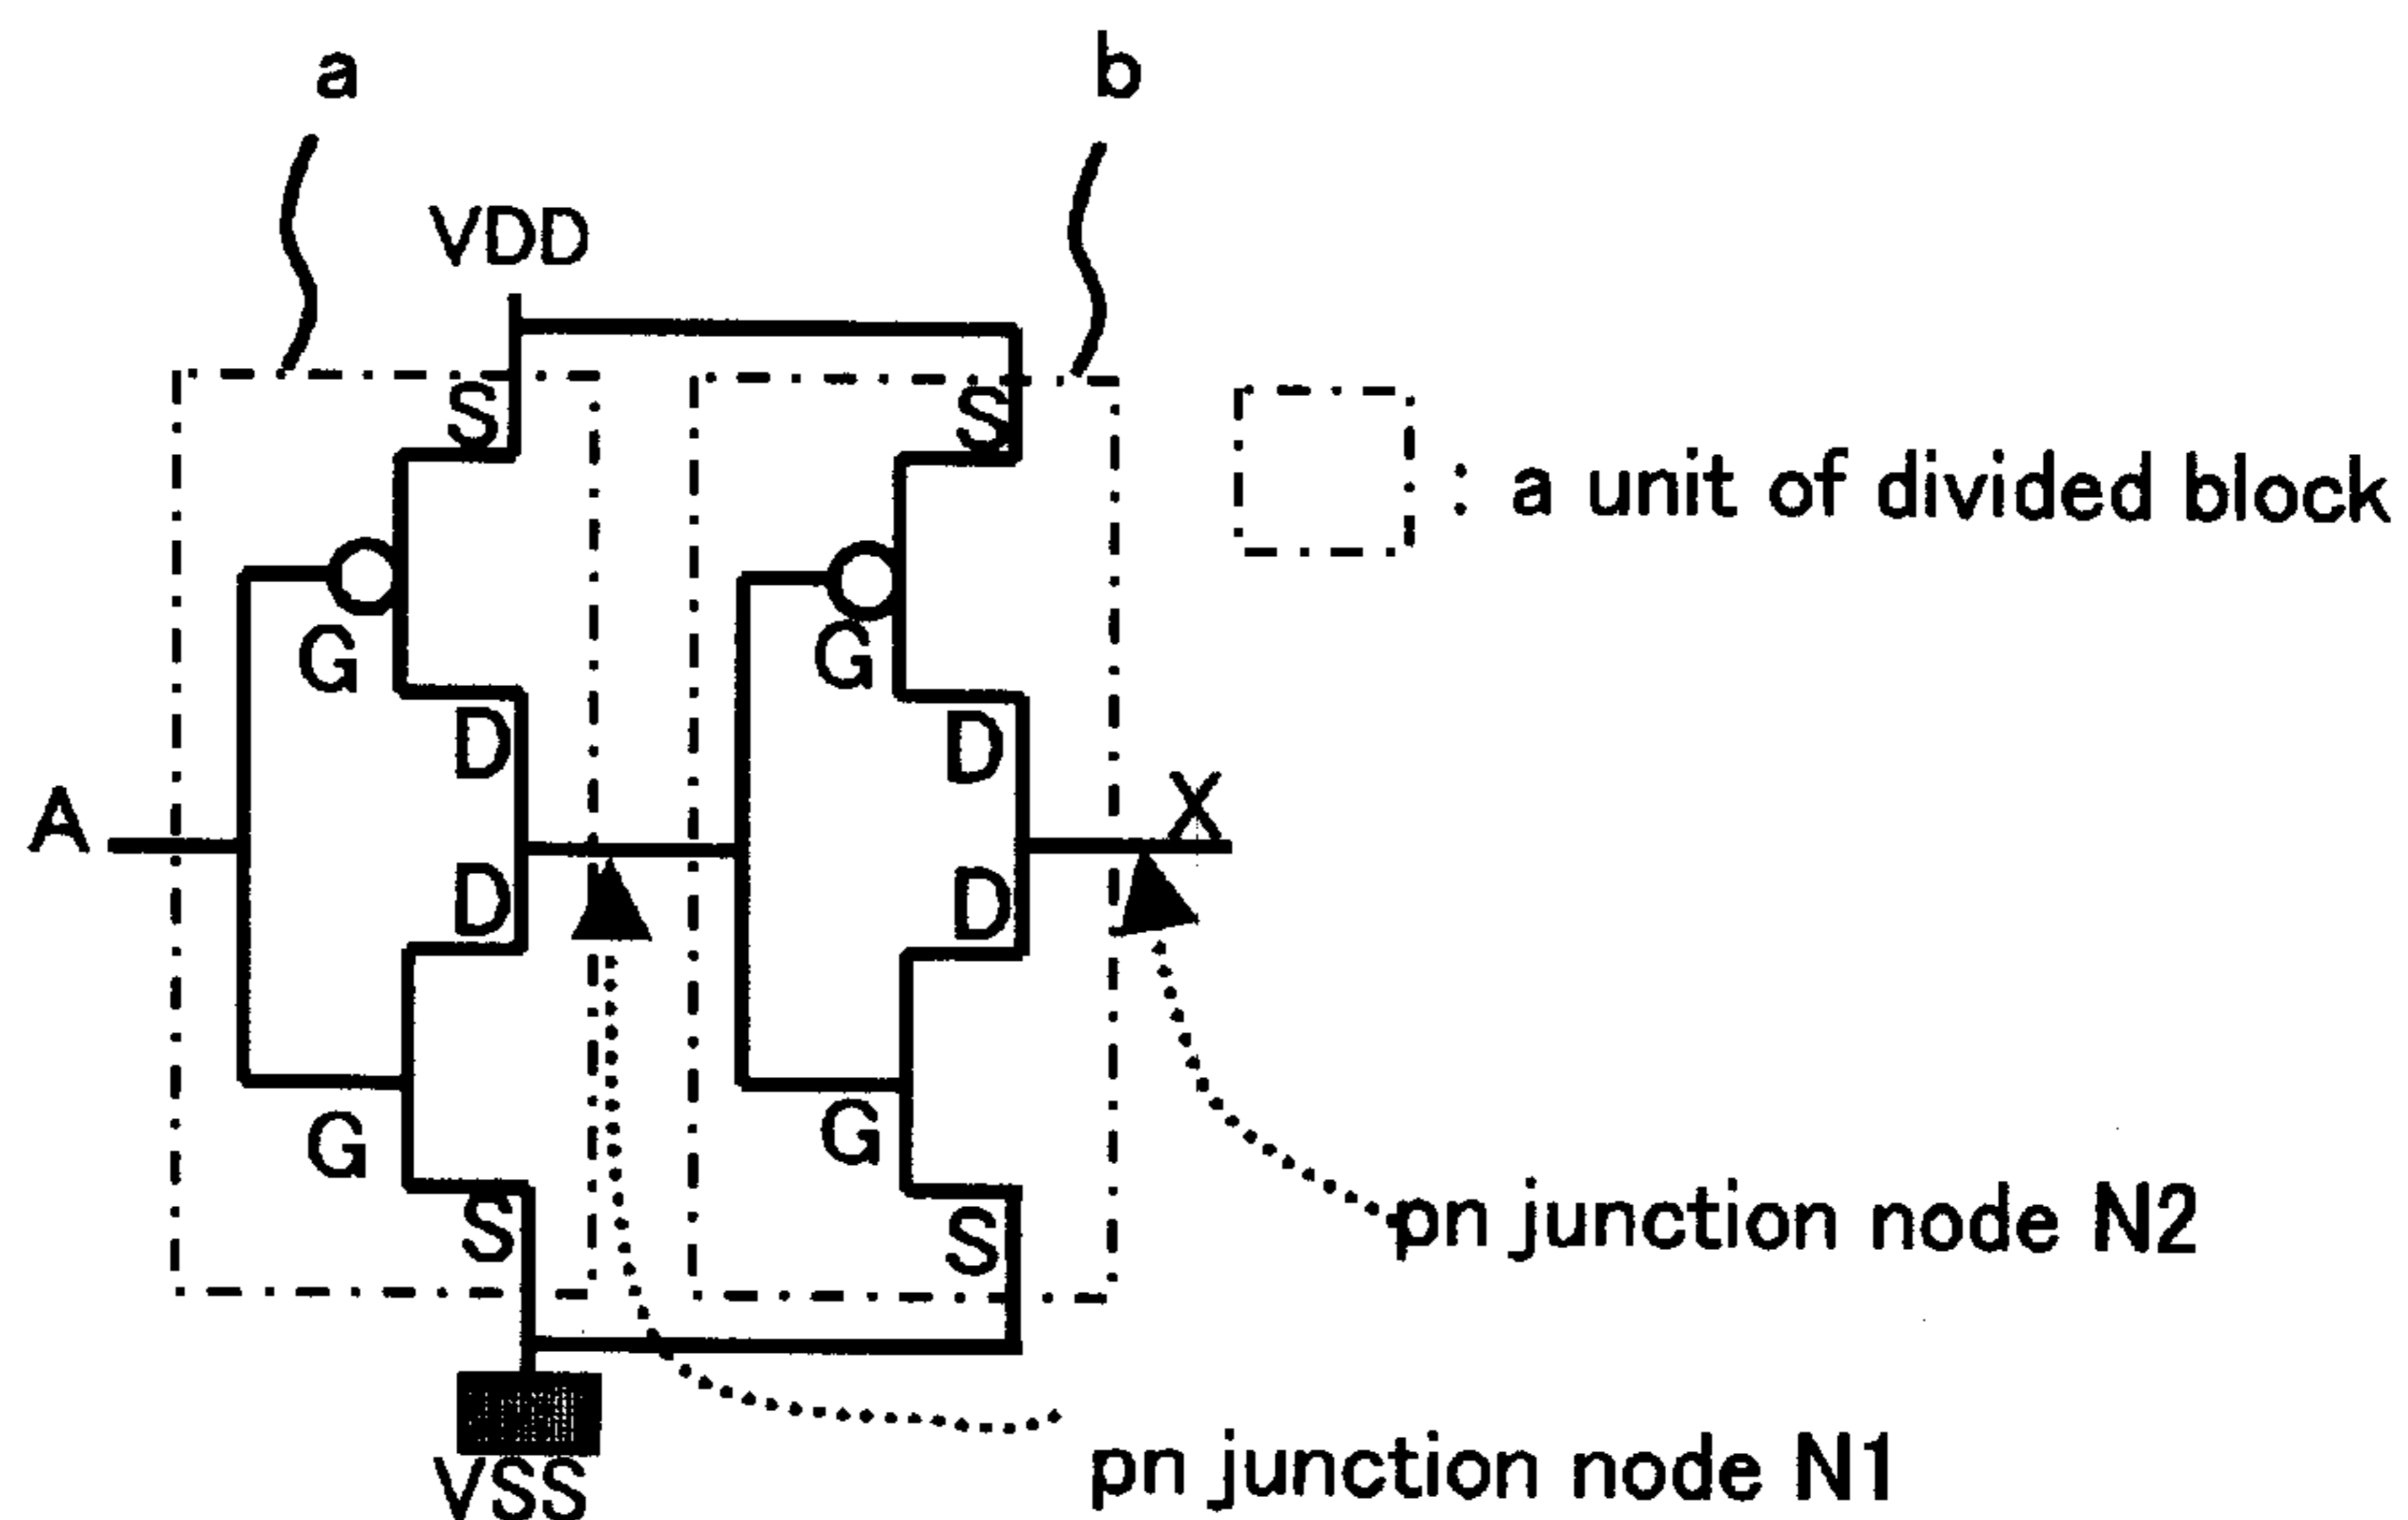 a
b
VDD
S
S
: a unit of divided block
G
G
D
D
A
X
D
D
G
G
S
S
pn junction node N2
VSS
pn junction node N1